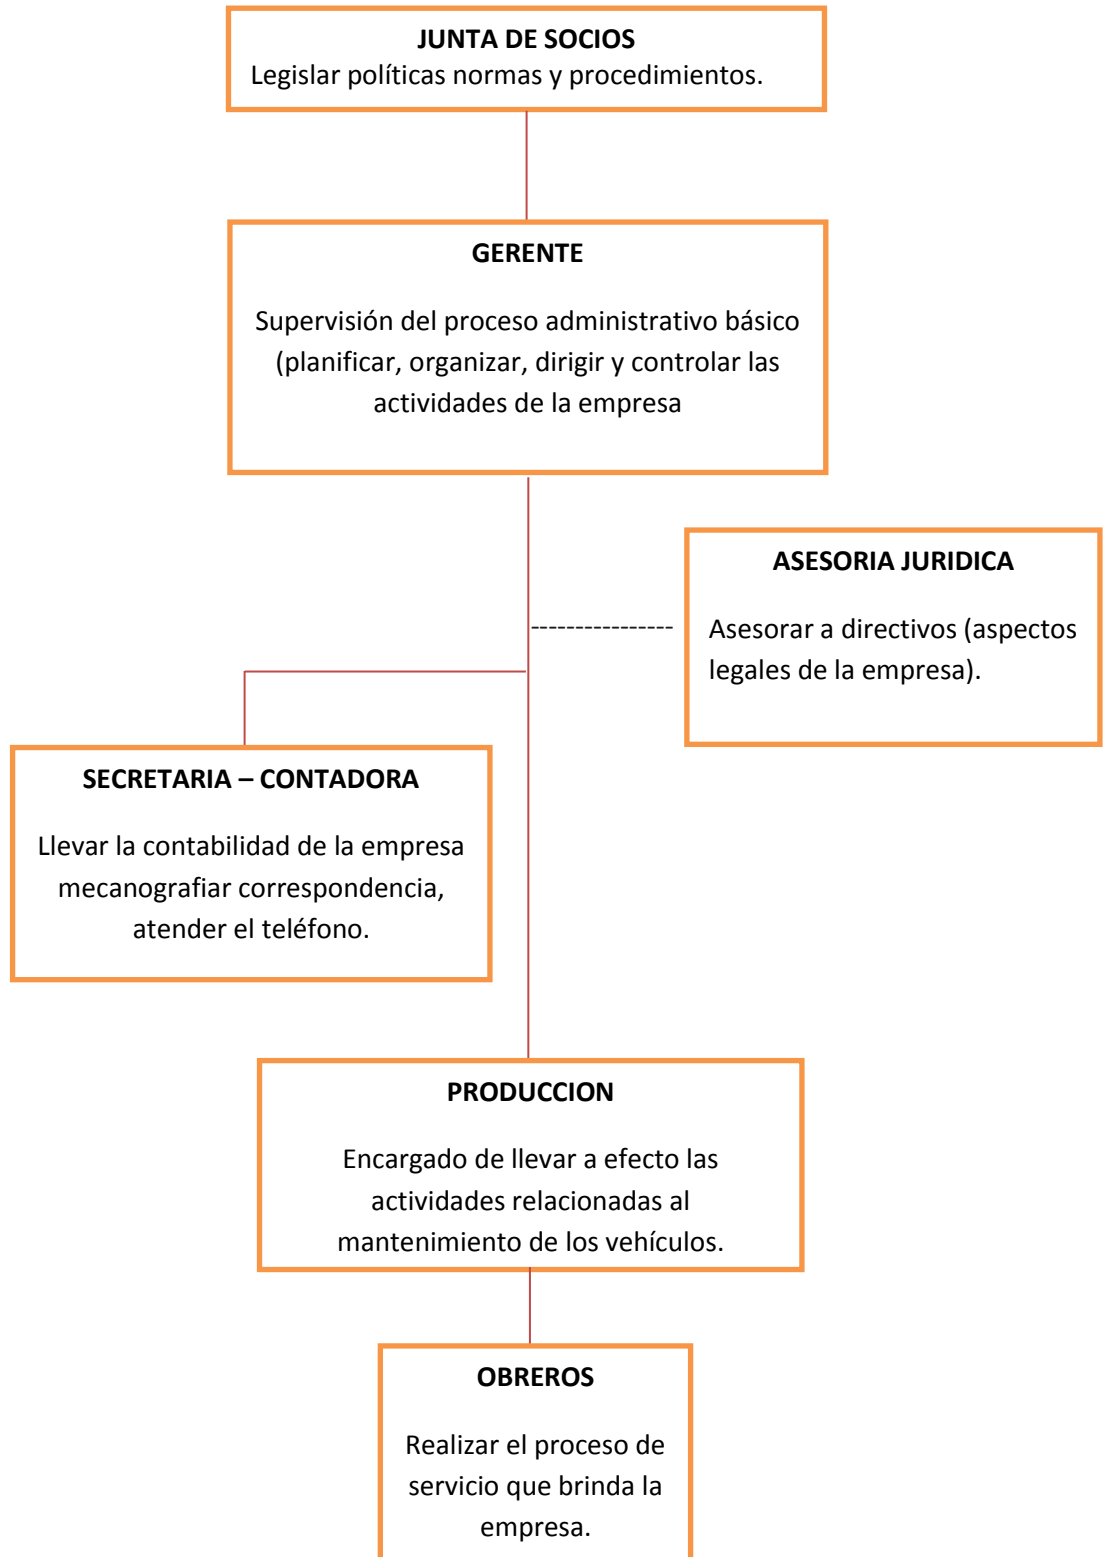 JUNTA DE SOCIOS
Legislar políticas normas y procedimientos.
GERENTE
Supervisión del proceso administrativo básico
(planificar, organizar, dirigir y controlar las
actividades de la empresa
ASESORIA JURIDICA
Asesorar a directivos (aspectos
legales de la empresa).
SECRETARIA – CONTADORA
Llevar la contabilidad de la empresa
mecanografiar correspondencia,
atender el teléfono.
PRODUCCION
Encargado de llevar a efecto las
actividades relacionadas al
mantenimiento de los vehículos.
OBREROS
Realizar el proceso de
servicio que brinda la
empresa.